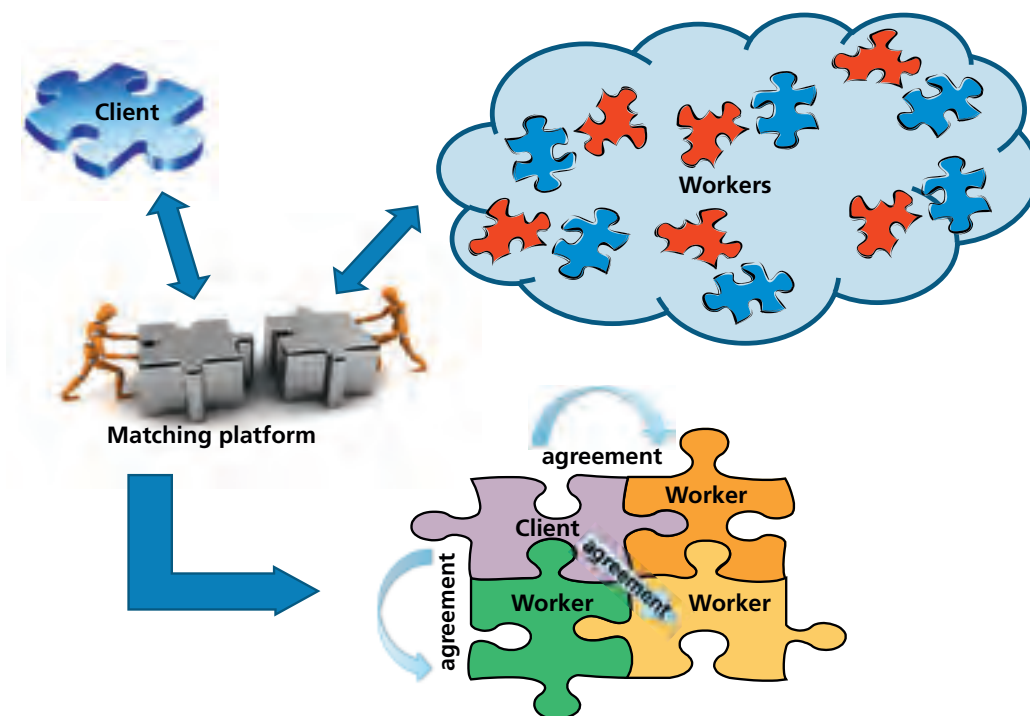 Client
Workers
Matching platform
agreement
Worker
Client
agreement
agreement
Worker
Worker